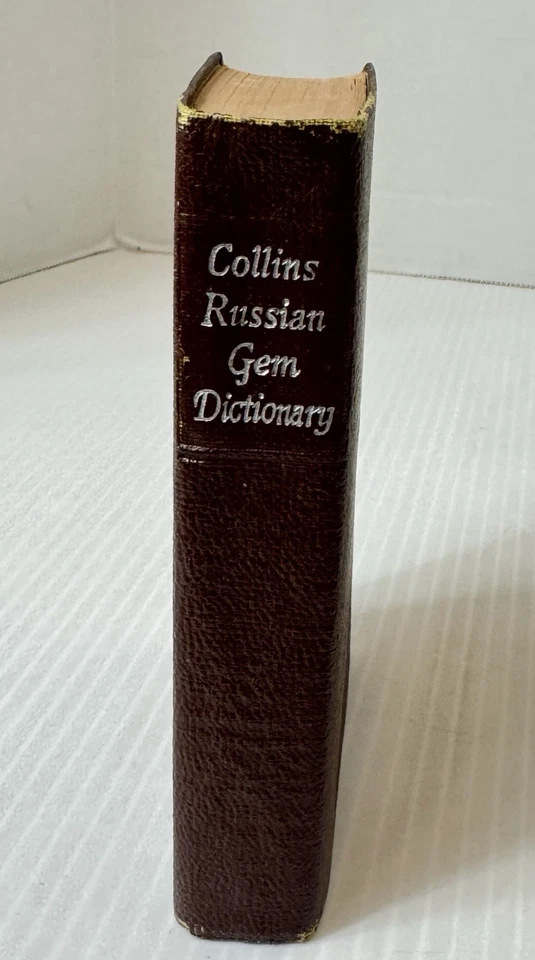 Collins
Russian
Gem
Dictionary